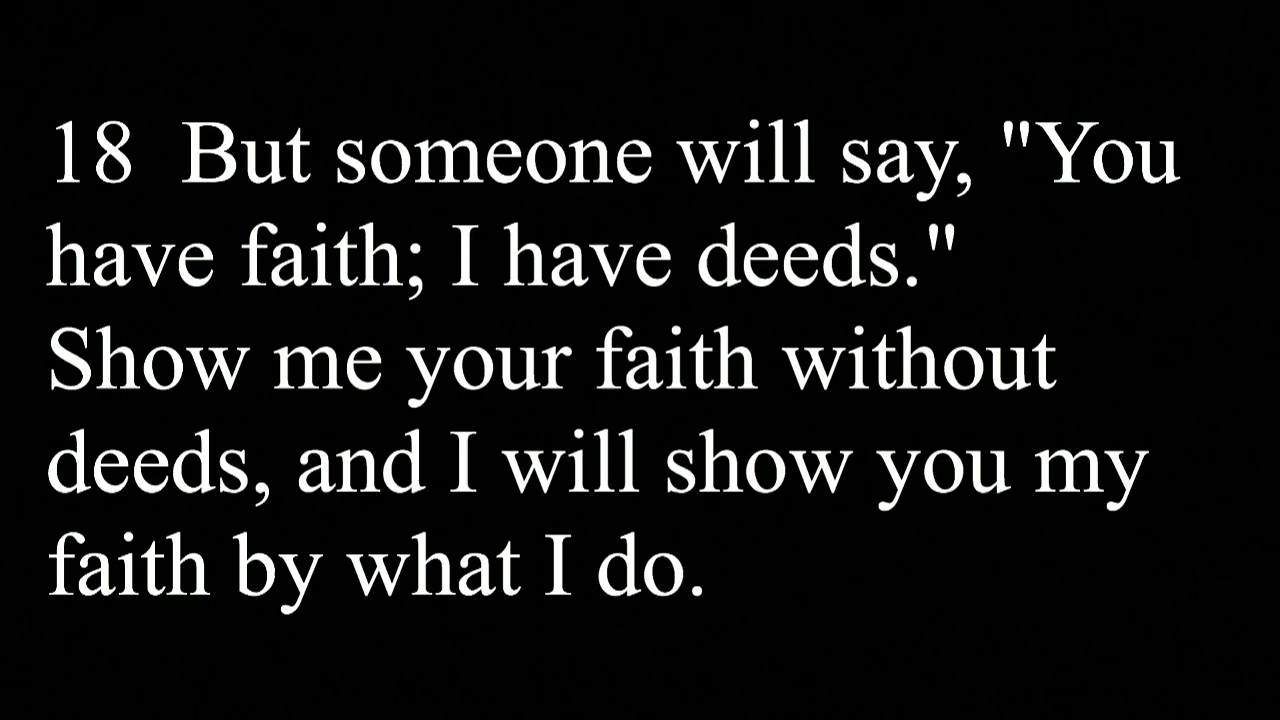 18  But someone will say, "You
have faith; I have deeds."
Show me your faith without
deeds, and I will show you my
faith by what I do.